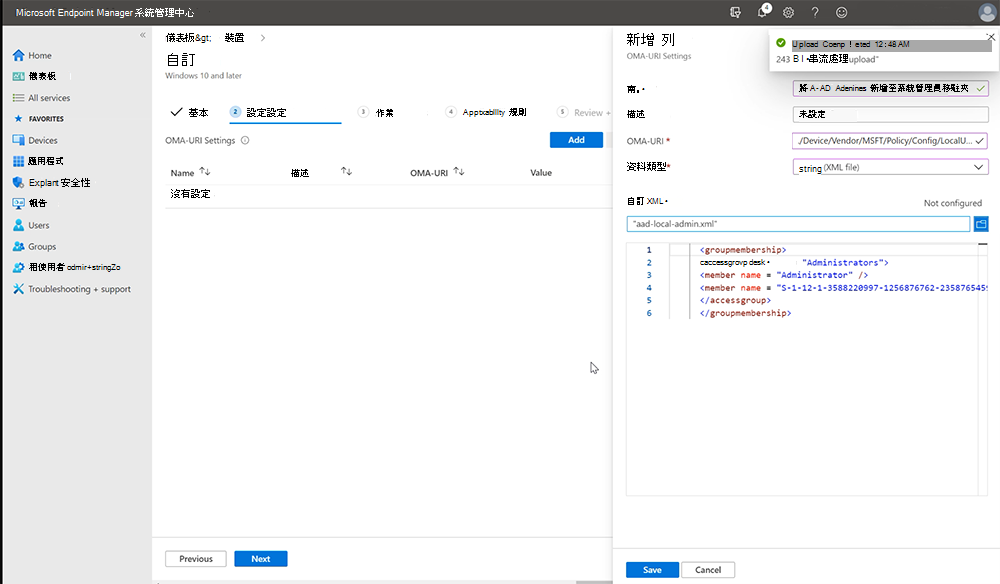 Microsoft Endpoint Manager 系統管理中心
4
Home
儀表板
All services
FAVORITES
Devices
應用程式
Explant 安全性
報告
Users
Groups
租使用者 odmir+stringZo
Troubleshooting + support
儀表板&gt; 裝置
自訂
Windows 10 and later
基本
2 設定設定
3 作業
4 Apptxability 規則
5 Review +
OMA-URI Settings
Add
Name
描述
OMA-URI
Value
沒有設定
Previous
Next
新增 列
OMA-URI Settings
Upload Coenp ! eted 12:48 AM
243 B I •串流處理upload"
南。•
將 A-AD Adenines 新增至系統管理員移駐夾
描述
未設定
OMA-URI *
./Device/Vendor/MSFT/Policy/Config/LocalU...
資料類型*
string (XML file)
自訂 XML •
Not configured
"aad-local-admin.xml"
1 <groupmembership>
2 caccessgrovp desk • "Administrators">
3 <member name = "Administrator" />
4 <member name = "S-1-12-1-3588220997-1256876762-235876545
5 </accessgroup>
6 </groupmembership>
Save
Cancel